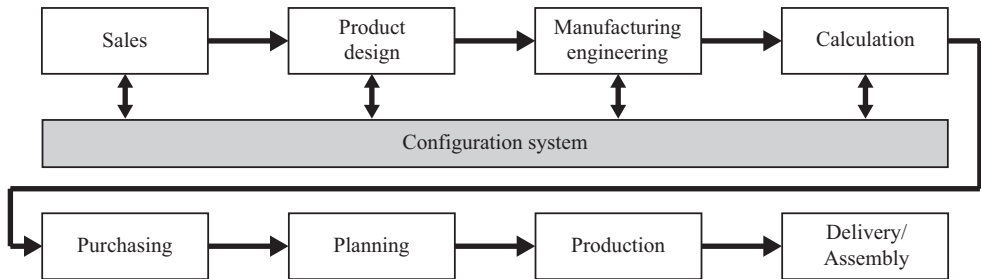 Sales
Product
design
Manufacturing
engineering
Calculation
Configuration system
Purchasing
Planning
Production
Delivery/
Assembly